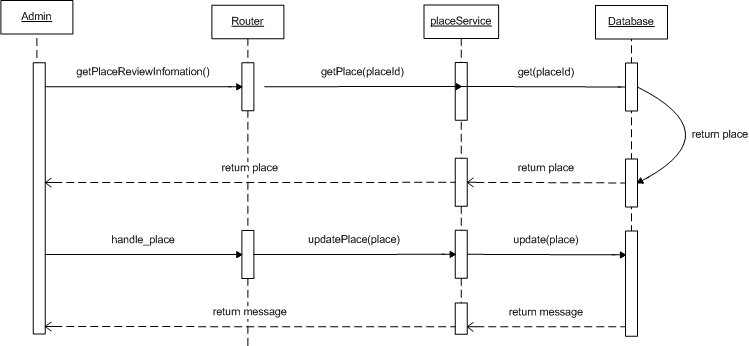 Admin
Router
placeService
Database
getPlaceReviewInfomation()
getPlace(placeId)
get(placeId)
return place
return place
return place
handle_place
updatePlace(place)
update(place)
return message
return message